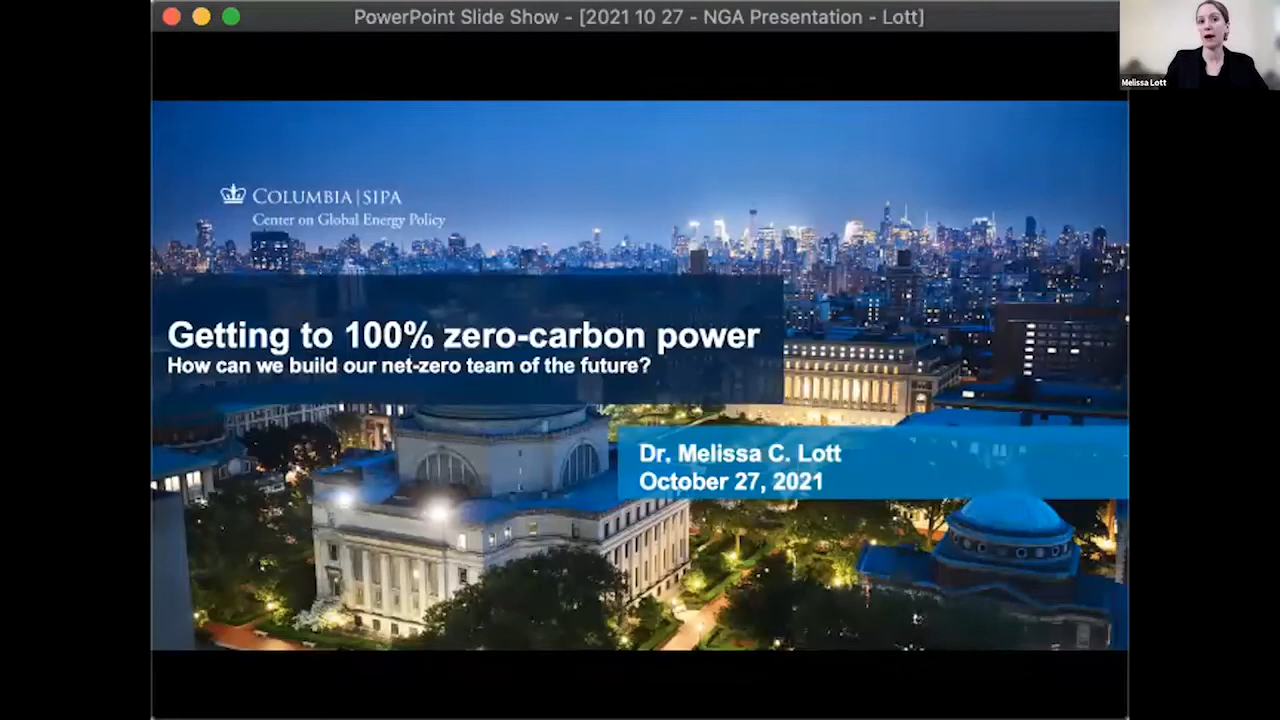 PowerPoint Slide Show - [2021 10 27 - NGA Presentation - Lott]
Melissa Lott
COLUMBIA | SIPA
Center on Global Energy Policy
Getting to 100% zero-carbon power
How can we build our net-zero team of the future?
Dr. Melissa C. Lott
October 27, 2021